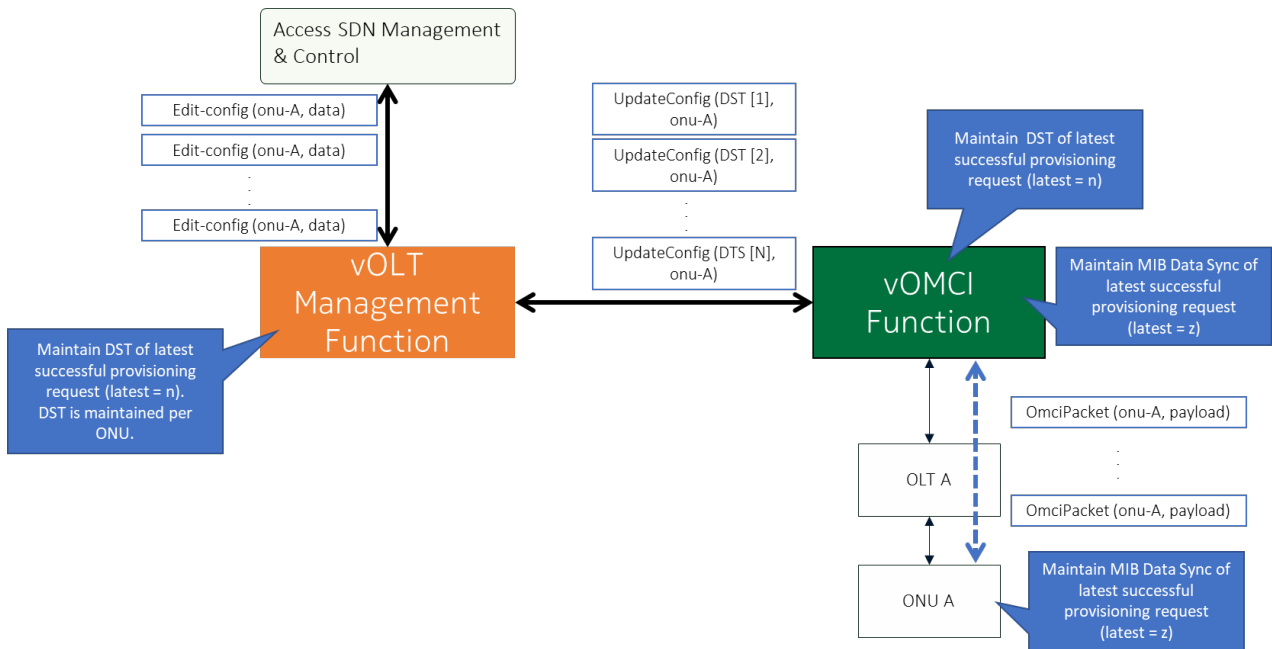 Access SDN Management
& Control
Edit-config (onu-A, data)
Edit-config (onu-A, data)
.
.
.
Edit-config (onu-A, data)
UpdateConfig (DST [1],
onu-A)
UpdateConfig (DST [2],
onu-A)
.
.
.
UpdateConfig (DTS [N],
onu-A)
Maintain DST of latest
successful provisioning
request (latest = n)
vOLT
Management
Function
vOMCI
Function
Maintain MIB Data Sync of
latest successful
provisioning request
(latest = z)
Maintain DST of latest
successful provisioning
request (latest = n).
DST is maintained per
ONU.
OmciPacket (onu-A, payload)
.
.
.
OmciPacket (onu-A, payload)
OLT A
ONU A
Maintain MIB Data Sync of
latest successful
provisioning request
(latest = z)